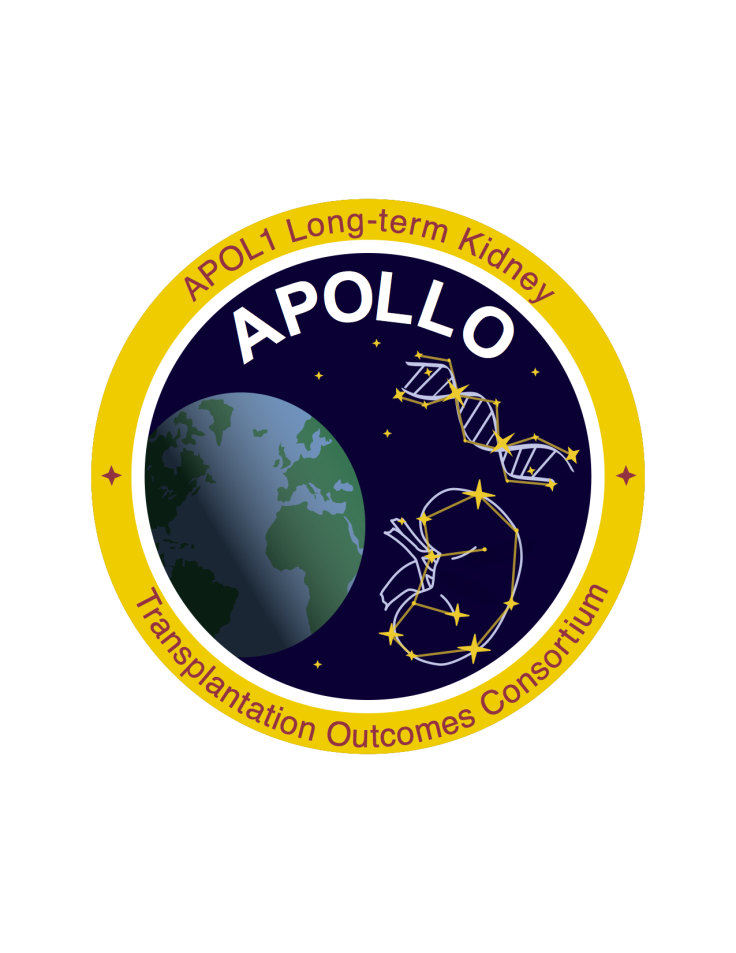 APOL1 Long-term Kidney
APOLLO
Transplantation Outcomes Consortium